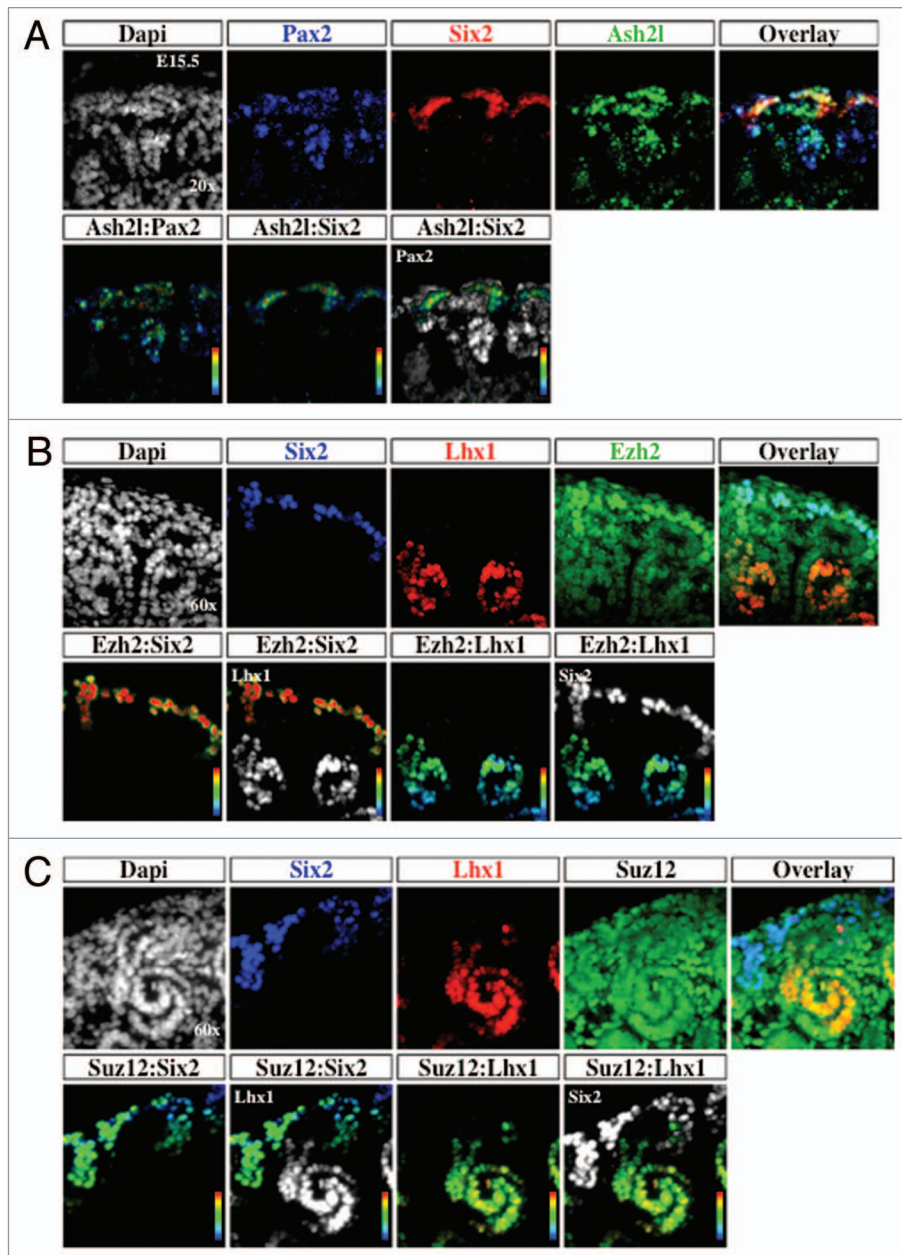 A
Dapi Pax2 Six2 Ash2l Overlay
E15.5
20x
Ash2l:Pax2 Ash2l:Six2 Ash2l:Six2
Pax2
B
Dapi Six2 Lhx1 Ezh2 Overlay
60x
Ezh2:Six2 Ezh2:Six2 Ezh2:Lhx1 Ezh2:Lhx1
Lhx1 Six2
C
Dapi Six2 Lhx1 Suz12 Overlay
60x
Suz12:Six2 Suz12:Six2 Suz12:Lhx1 Suz12:Lhx1
Lhx1 Six2